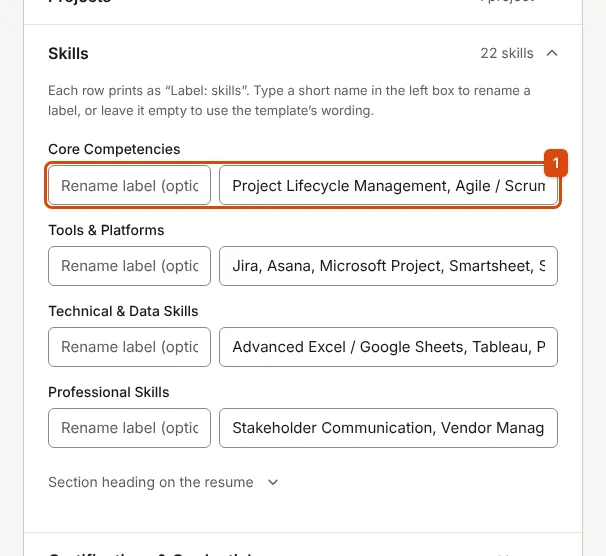 Skills
22 skills
Each row prints as “Label: skills”. Type a short name in the left box to rename a
label, or leave it empty to use the template’s wording.
Core Competencies
1
Rename label (optic
Project Lifecycle Management, Agile / Scrum
Tools & Platforms
Rename label (optic
Jira, Asana, Microsoft Project, Smartsheet, S
Technical & Data Skills
Rename label (optic
Advanced Excel / Google Sheets, Tableau, P
Professional Skills
Rename label (optic
Stakeholder Communication, Vendor Manag
Section heading on the resume